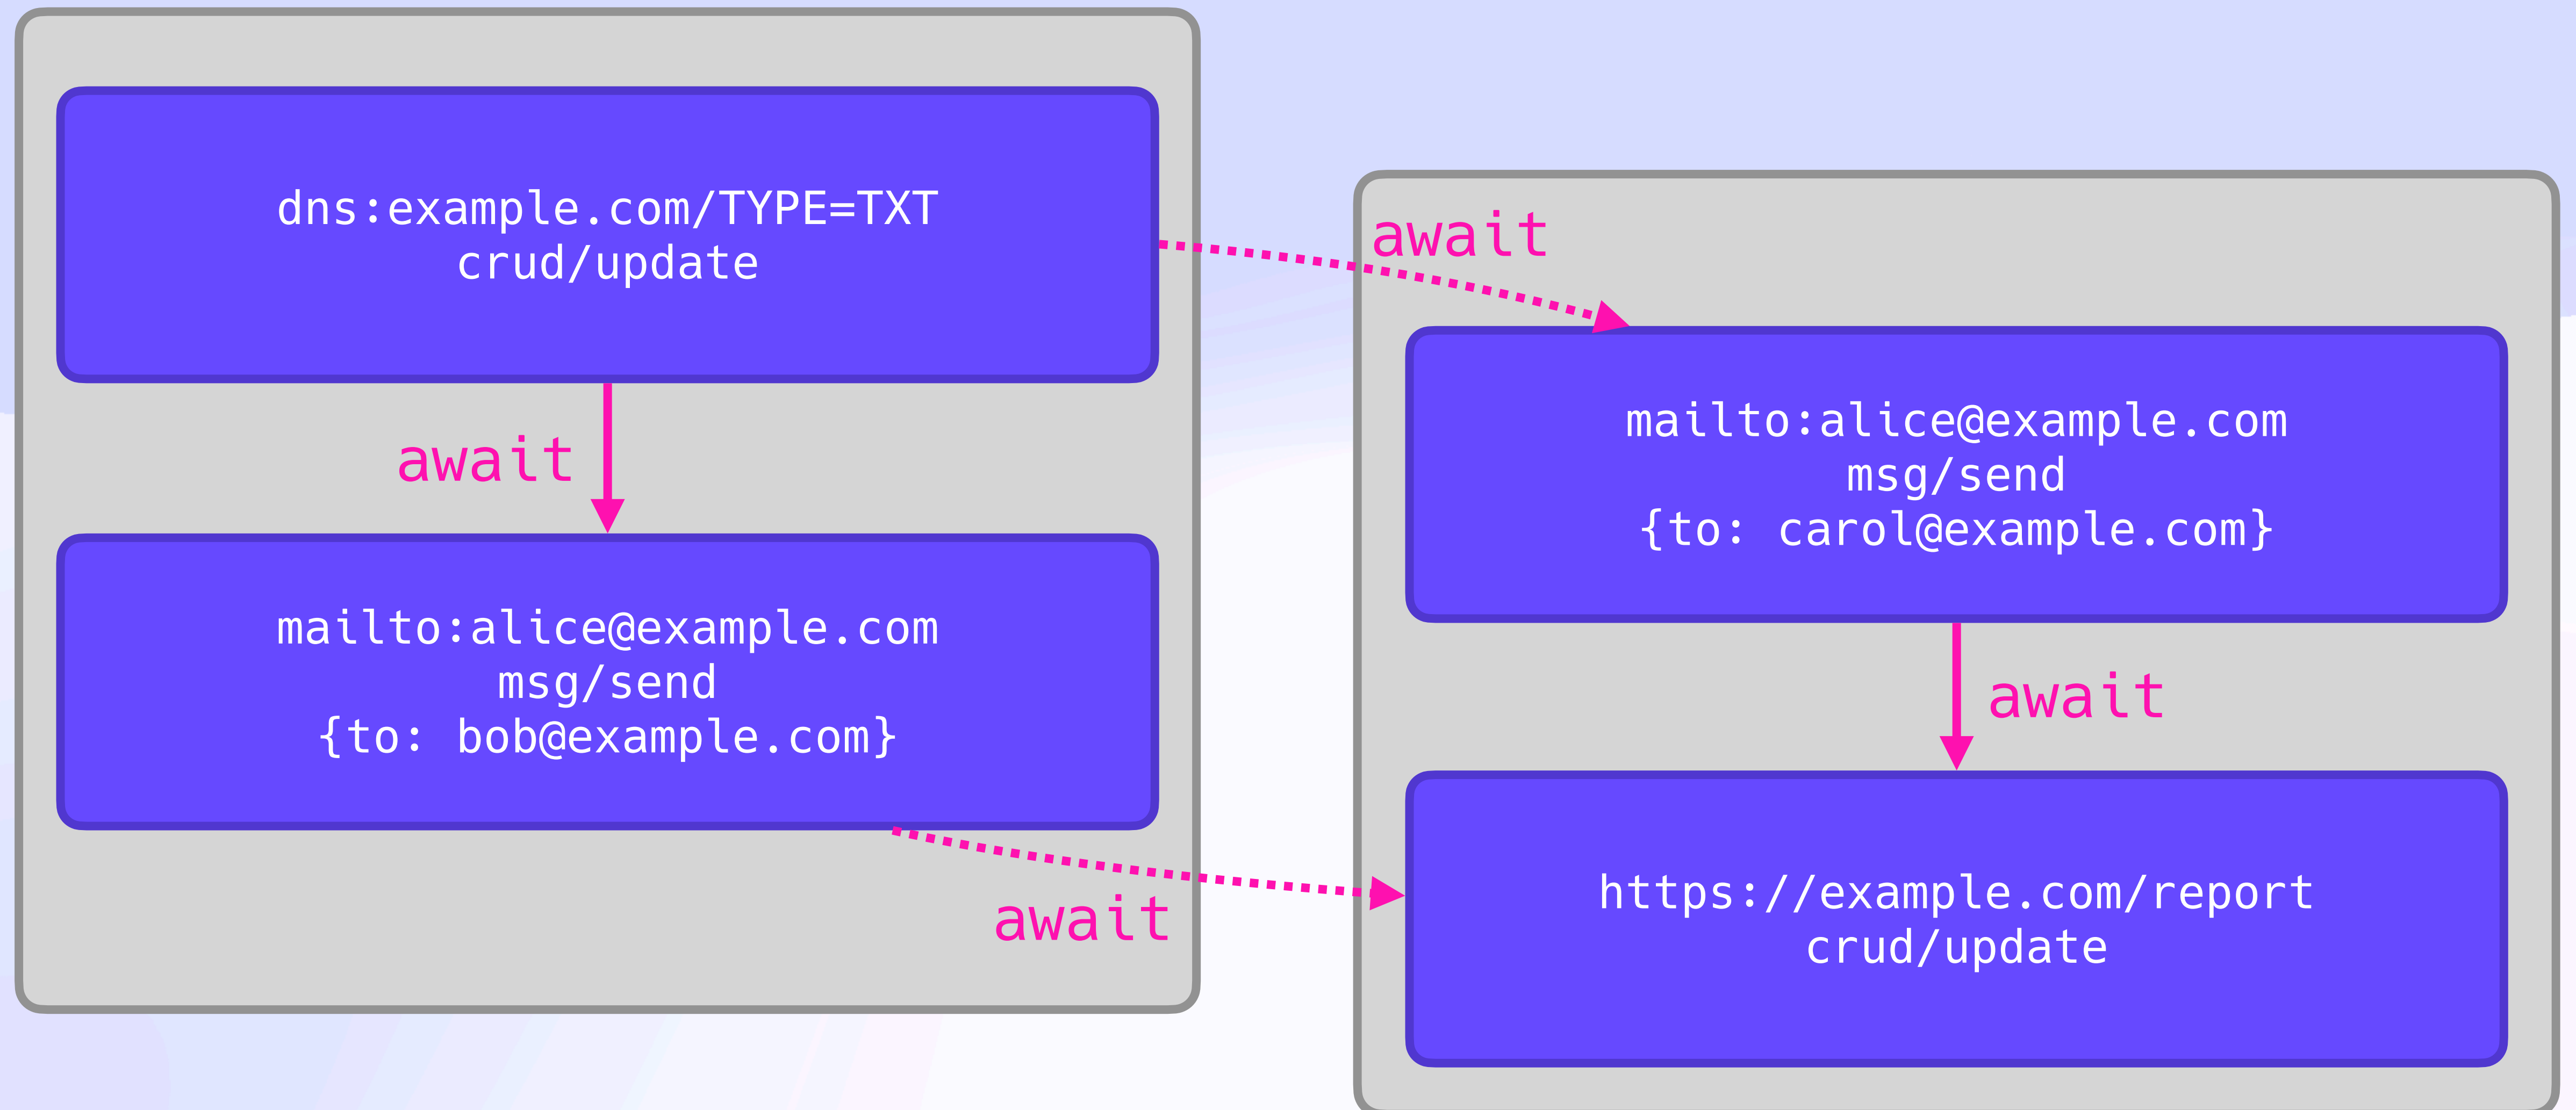 dns:example.com/TYPE=TXT
crud/update
await
mailto:alice@example.com
msg/send
{to: bob@example.com}
await
await
mailto:alice@example.com
msg/send
{to: carol@example.com}
await
https://example.com/report
crud/update